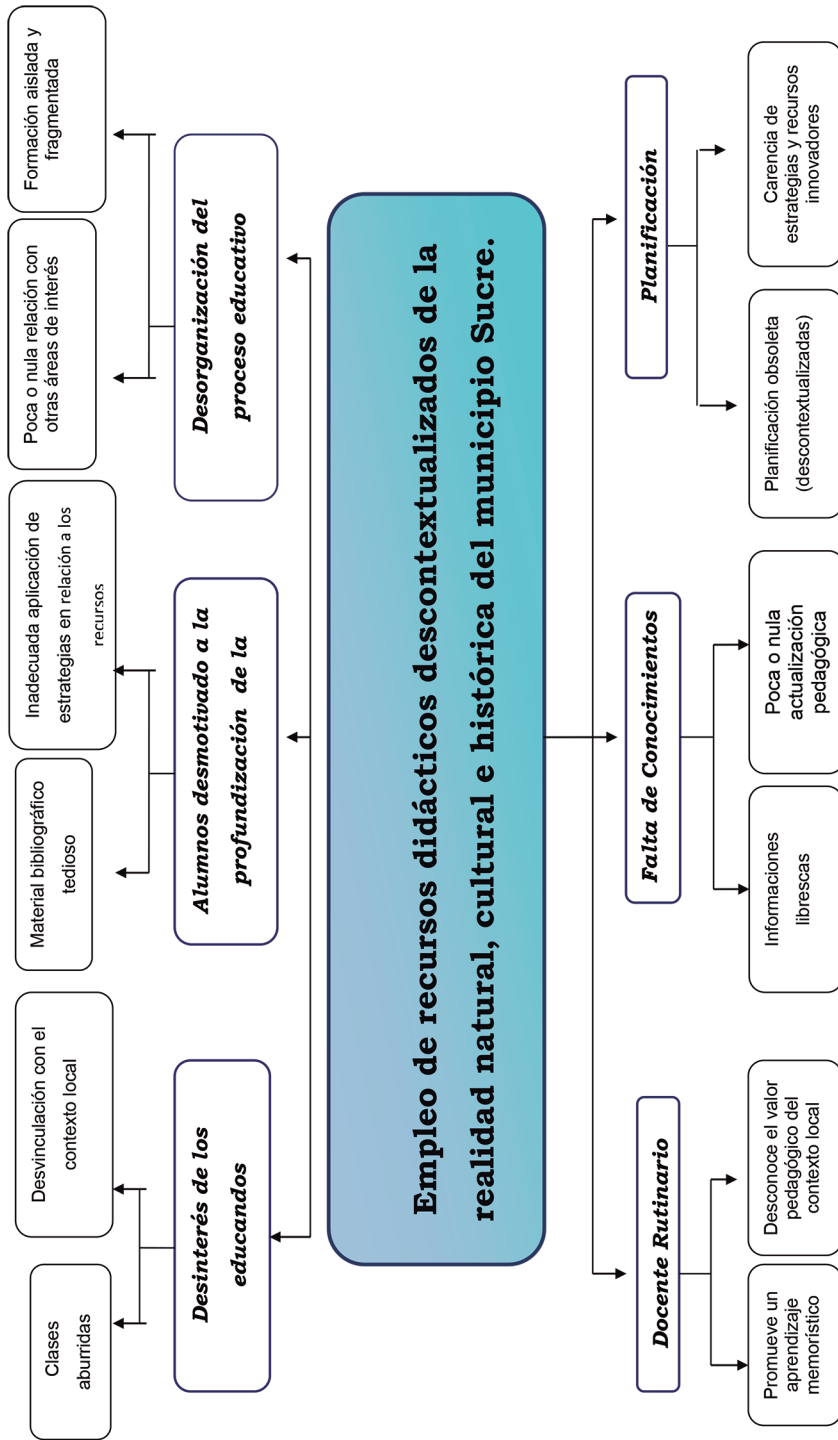 Clases
aburridas
Desvinculación con el
contexto local
Material bibliográfico
tedioso
Inadecuada aplicación de
estrategias en relación a los
recursos
Poca o nula relación con
otras áreas de interés
Formación aislada y
fragmentada
Desinterés de los
educandos
Alumnos desmotivado a la
profundización de la
Desorganización del
proceso educativo
Empleo de recursos didácticos descontextualizados de la
realidad natural, cultural e histórica del municipio Sucre.
Docente Rutinario
Falta de Conocimientos
Planificación
Promueve un
aprendizaje
memorístico
Desconoce el valor
pedagógico del
contexto local
Informaciones
librescas
Poca o nula
actualización
pedagógica
Planificación obsoleta
(descontextualizadas)
Carencia de
estrategias y recursos
innovadores